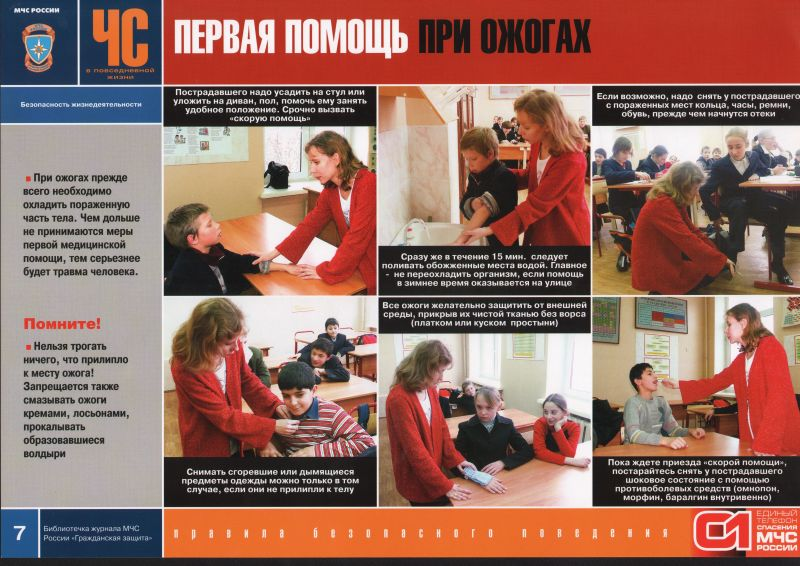 МЧС РОССИИ
ЧС
в повседневной
жизни
ПЕРВАЯ ПОМОЩЬ ПРИ ОЖОГАХ
Безопасность жизнедеятельности
При ожогах прежде
всего необходимо
охладить пораженную
часть тела. Чем дольше
не принимаются меры
первой медицинской
помощи, тем серьезнее
будет травма человека.
Помните!
Нельзя трогать
ничего, что прилипло
к месту ожога!
Запрещается также
смазывать ожоги
кремами, лосьонами,
прокалывать
образовавшиеся
волдыри
Пострадавшего надо усадить на стул или
уложить на диван, пол, помочь ему занять
удобное положение. Срочно вызвать
«скорую помощь»
Сразу же в течение 15 мин. следует
поливать обожженные места водой. Главное
- не переохладить организм, если помощь
в зимнее время оказывается на улице
Если возможно, надо снять у пострадавшего
с пораженных мест кольца, часы, ремни,
обувь, прежде чем начнутся отеки
Снимать сгоревшие или дымящиеся
предметы одежды можно только в том
случае, если они не прилипли к телу
Все ожоги желательно защитить от внешней
среды, прикрыв их чистой тканью без ворса
(платком или куском простыни)
Пока ждете приезда «скорой помощи»,
постарайтесь снять у пострадавшего
шоковое состояние с помощью
противоболевых средств (омнопон,
морфин, баралгин внутривенно)
7
Библиотечка журнала МЧС
России «Гражданская защита»
правила безопасного поведения
01
ЕДИНЫЙ
ТЕЛЕФОН
СПАСЕНИЯ
МЧС
РОССИИ